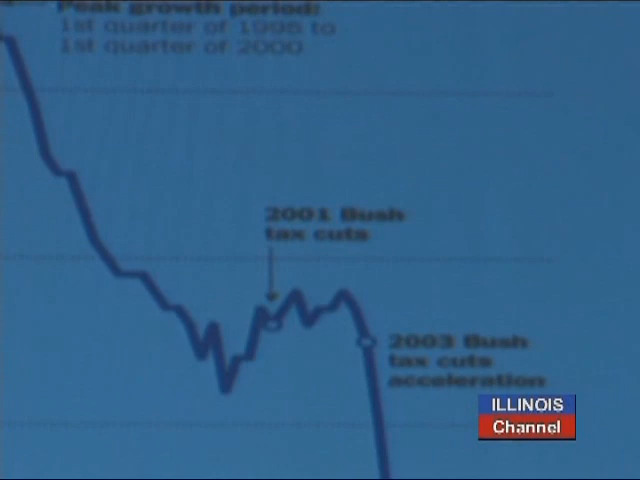 Peak growth period:
1st quarter of 1995 to
1st quarter of 2000
2001 Bush
tax cuts
2003 Bush
tax cuts
acceleration
ILLINOIS
Channel